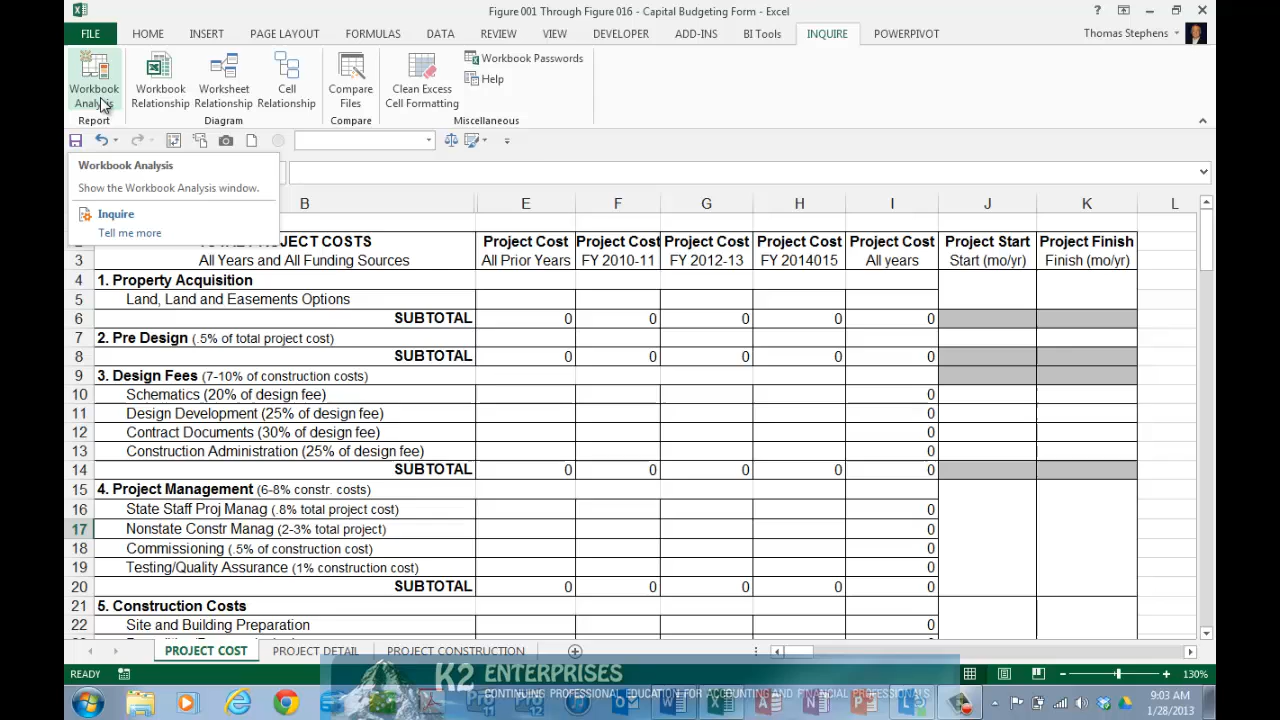 Figure 001 Through Figure 016 - Capital Budgeting Form - Excel
?
FILE HOME INSERT PAGE LAYOUT FORMULAS DATA REVIEW VIEW DEVELOPER ADD-INS BI Tools INQUIRE POWERPIVOT Thomas Stephens
Workbook Analysis
Workbook Relationship
Worksheet Relationship
Cell Relationship
Compare Files
Clean Excess Cell Formatting
Workbook Passwords
Help
Report Diagram Compare Miscellaneous
Workbook Analysis
Show the Workbook Analysis window.
Inquire
Tell me more
B E F G H I J K L
PROJECT COSTS Project Cost Project Cost Project Cost Project Cost Project Cost Project Start Project Finish
3 All Years and All Funding Sources All Prior Years FY 2010-11 FY 2012-13 FY 2014015 All years Start (mo/yr) Finish (mo/yr)
4 1. Property Acquisition
5 Land, Land and Easements Options
6 SUBTOTAL 0 0 0 0 0
7 2. Pre Design (.5% of total project cost)
8 SUBTOTAL 0 0 0 0 0
9 3. Design Fees (7-10% of construction costs)
10 Schematics (20% of design fee) 0
11 Design Development (25% of design fee) 0
12 Contract Documents (30% of design fee) 0
13 Construction Administration (25% of design fee) 0
14 SUBTOTAL 0 0 0 0 0
15 4. Project Management (6-8% constr. costs)
16 State Staff Proj Manag (.8% total project cost) 0
17 Nonstate Constr Manag (2-3% total project) 0
18 Commissioning (.5% of construction cost) 0
19 Testing/Quality Assurance (1% construction cost) 0
20 SUBTOTAL 0 0 0 0 0
21 5. Construction Costs
22 Site and Building Preparation 0
PROJECT COST PROJECT DETAIL PROJECT CONSTRUCTION
READY 130%
K2 ENTERPRISES
CONTINUING PROFESSIONAL EDUCATION FOR ACCOUNTING AND FINANCIAL PROFESSIONALS
9:03 AM
1/28/2013